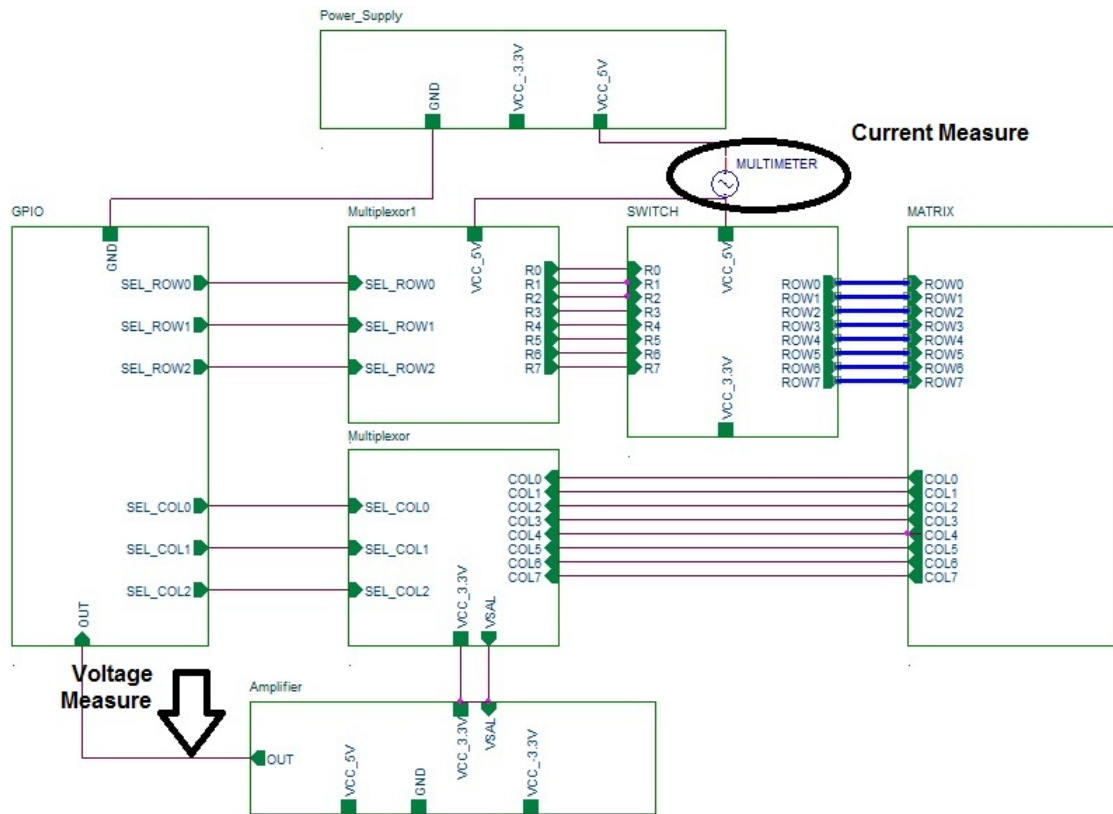 Power_Supply
GND
VCC_-3.3V
VCC_5V
Current Measure
MULTIMETER
GPIO
GND
SEL_ROW0
SEL_ROW1
SEL_ROW2
SEL_COL0
SEL_COL1
SEL_COL2
OUT
Multiplexor1
VCC_5V
SEL_ROW0
SEL_ROW1
SEL_ROW2
R0
R1
R2
R3
R4
R5
R6
R7
SWITCH
VCC_5V
R0
R1
R2
R3
R4
R5
R6
R7
VCC_3.3V
ROW0
ROW1
ROW2
ROW3
ROW4
ROW5
ROW6
ROW7
MATRIX
ROW0
ROW1
ROW2
ROW3
ROW4
ROW5
ROW6
ROW7
COL0
COL1
COL2
COL3
COL4
COL5
COL6
COL7
Multiplexor
SEL_COL0
SEL_COL1
SEL_COL2
COL0
COL1
COL2
COL3
COL4
COL5
COL6
COL7
VCC_3.3V
VSAL
Voltage
Measure
Amplifier
OUT
VCC_5V
GND
VCC_3.3V
VSAL
VCC_-3.3V